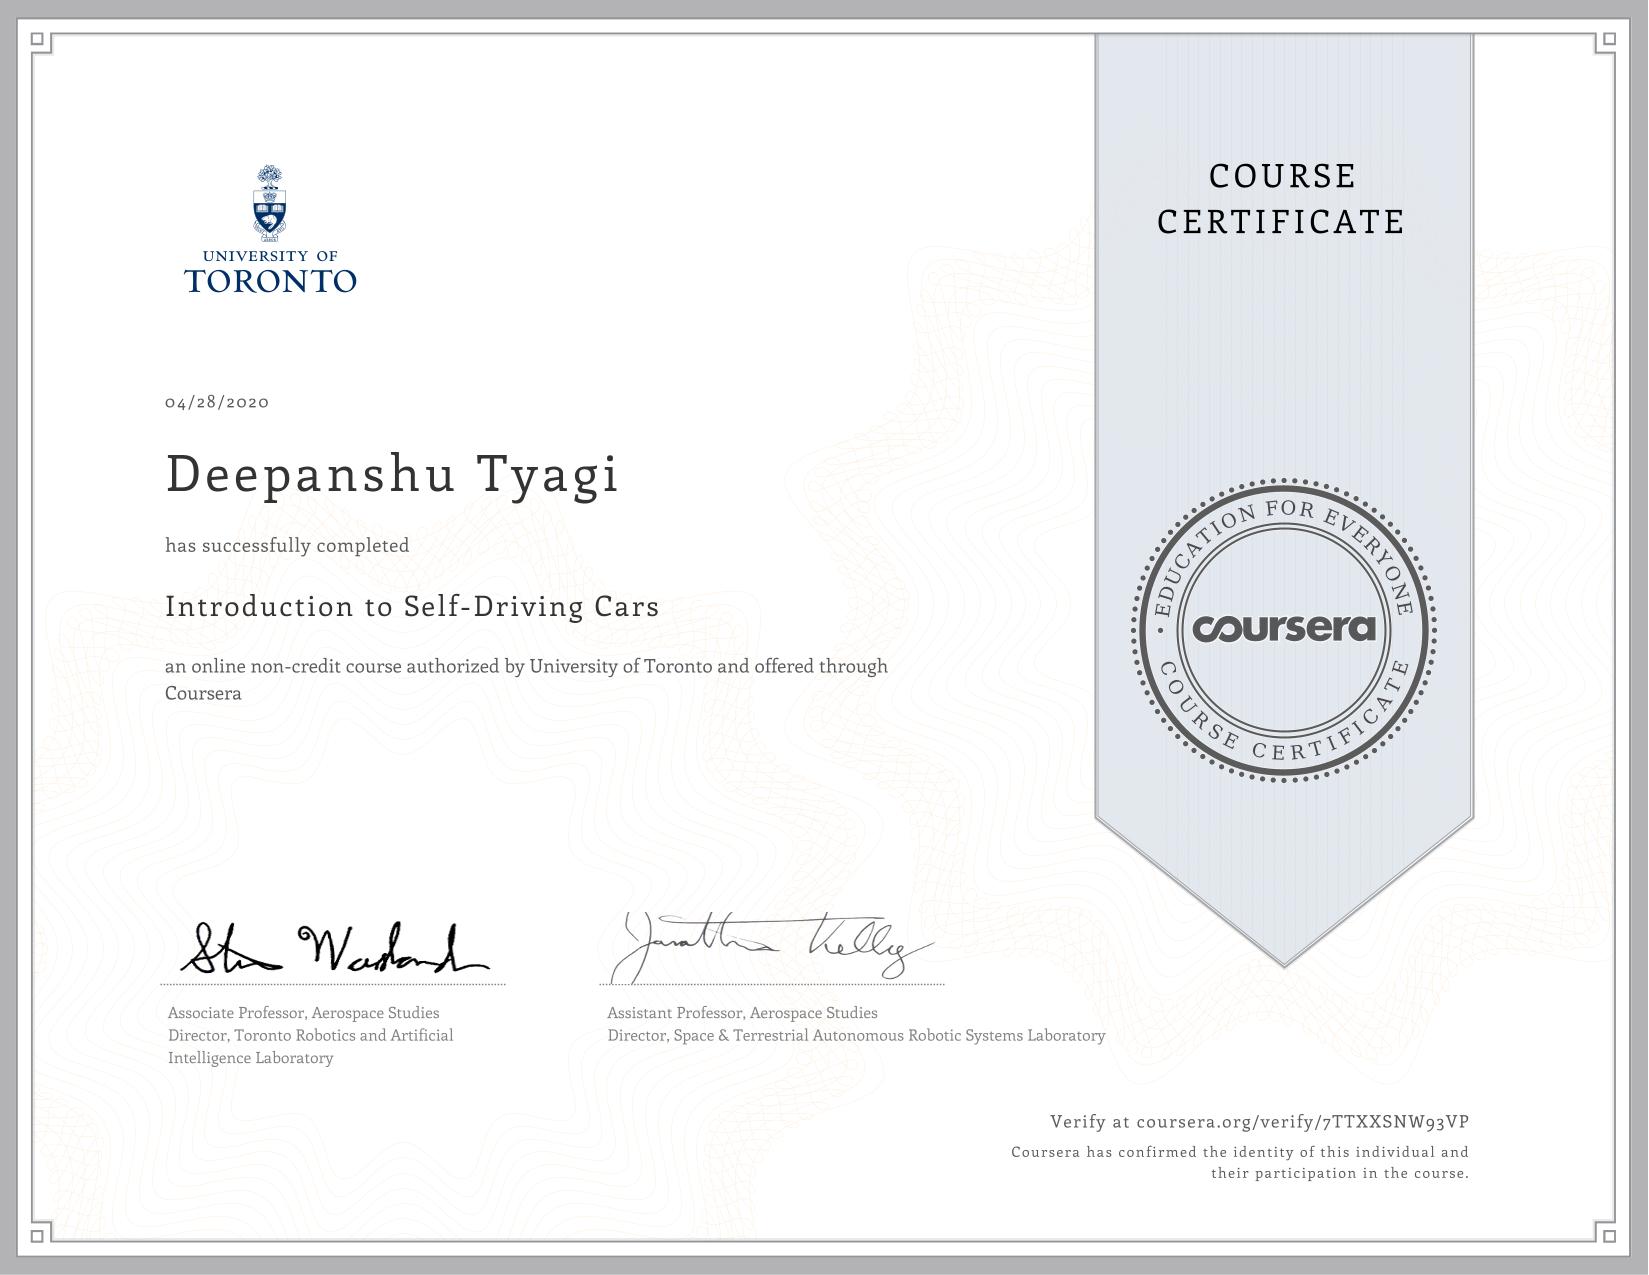 COURSE
CERTIFICATE
UNIVERSITY OF
TORONTO
04/28/2020
Deepanshu Tyagi
has successfully completed
Introduction to Self-Driving Cars
an online non-credit course authorized by University of Toronto and offered through
Coursera
EDUCATION FOR EVERYONE
coursera
COURSE CERTIFICATE
Associate Professor, Aerospace Studies
Director, Toronto Robotics and Artificial
Intelligence Laboratory
Jonathan Kelly
Assistant Professor, Aerospace Studies
Director, Space & Terrestrial Autonomous Robotic Systems Laboratory
Verify at coursera.org/verify/7TTXXSNW93VP
Coursera has confirmed the identity of this individual and
their participation in the course.